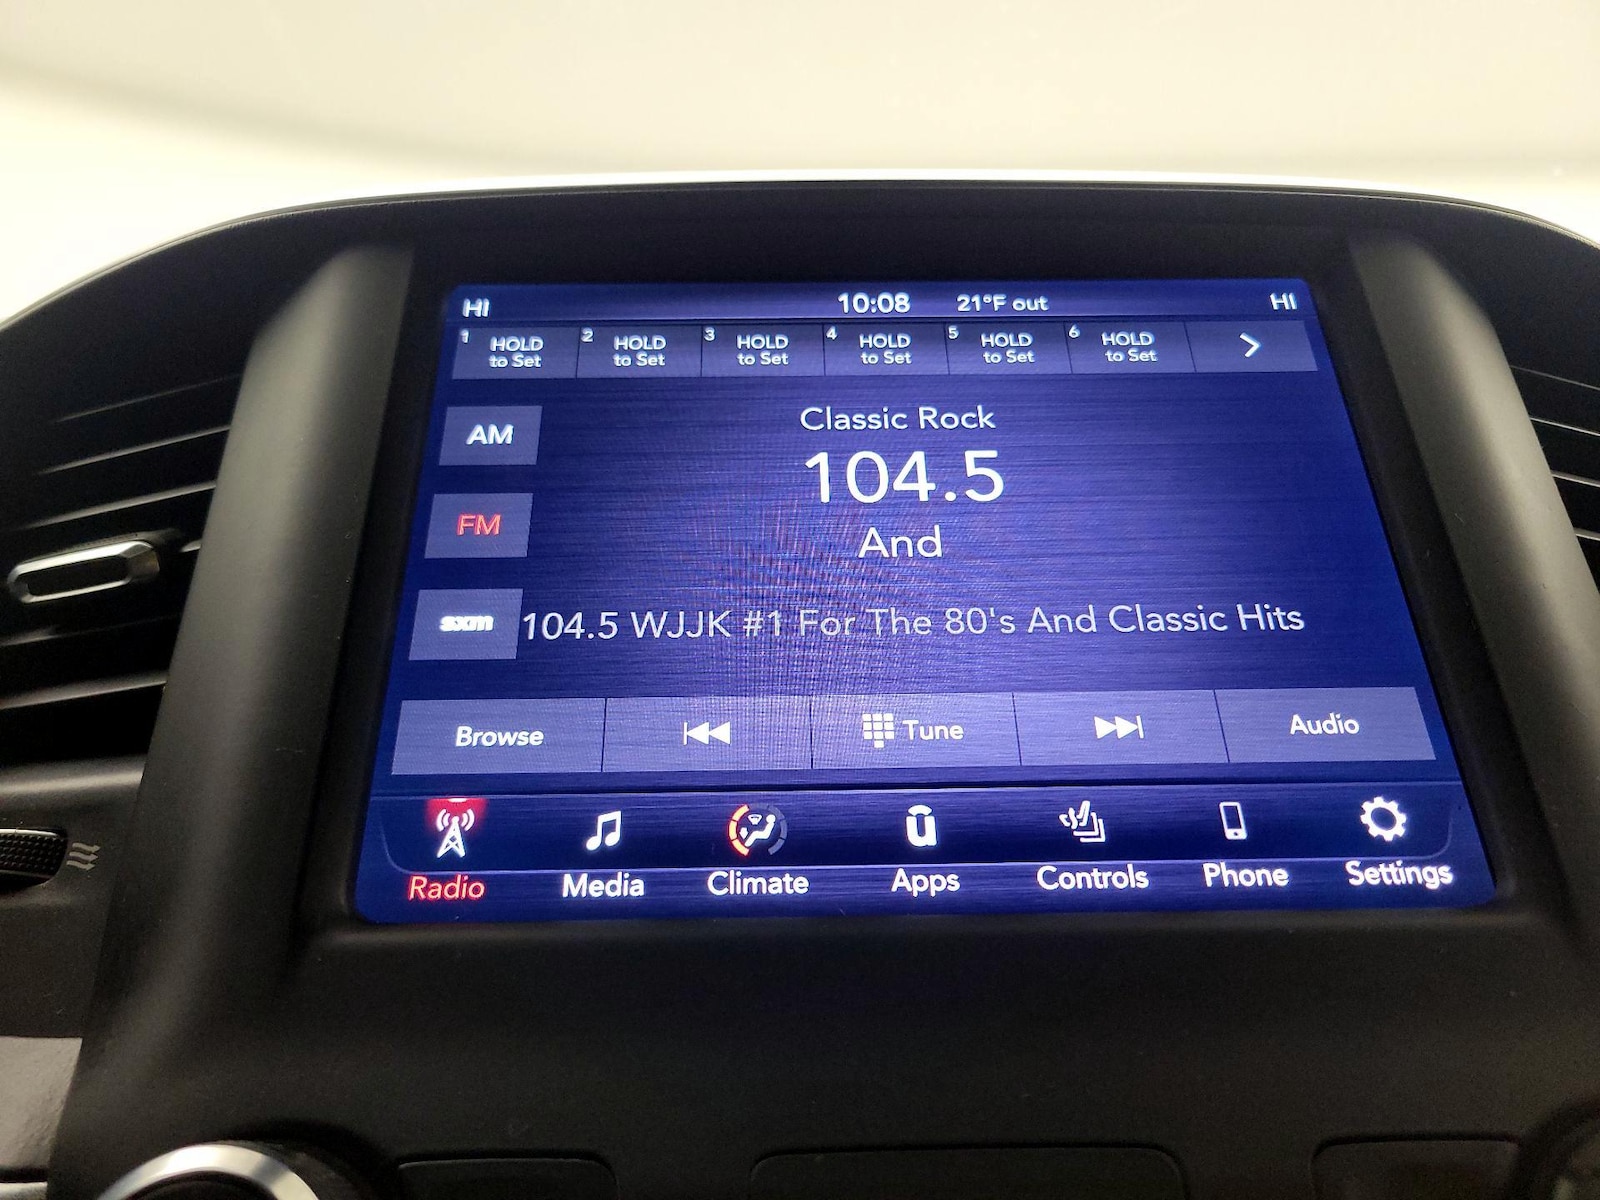 HI 10:08 21°F out HI
1 HOLD to Set 2 HOLD to Set 3 HOLD to Set 4 HOLD to Set 5 HOLD to Set 6 HOLD to Set >
Classic Rock
AM
104.5
FM
And
sxm
104.5 WJJK #1 For The 80's And Classic Hits
Browse Tune Audio
Radio Media Climate Apps Controls Phone Settings